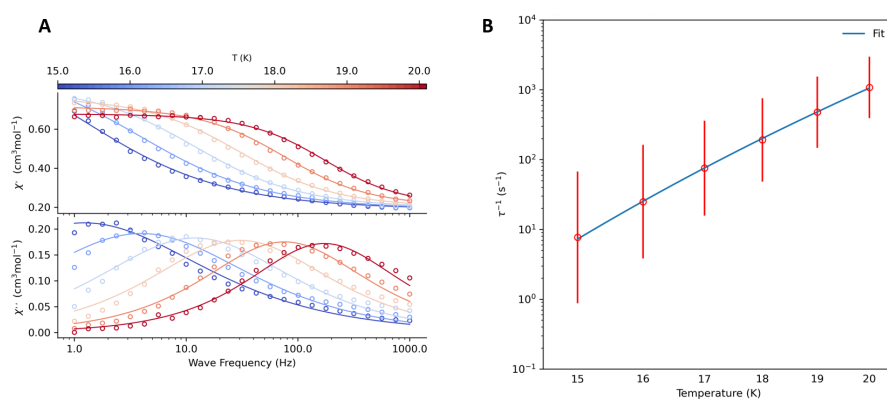 A
T (K)
15.0 16.0 17.0 18.0 19.0 20.0
χ' (cm³mol⁻¹)
0.60
0.40
0.20
χ'' (cm³mol⁻¹)
0.20
0.15
0.10
0.05
0.00
1.0 10.0 100.0 1000.0
Wave Frequency (Hz)
B
Fit
τ⁻¹ (s⁻¹)
10⁴
10³
10²
10¹
10⁰
10⁻¹
15 16 17 18 19 20
Temperature (K)